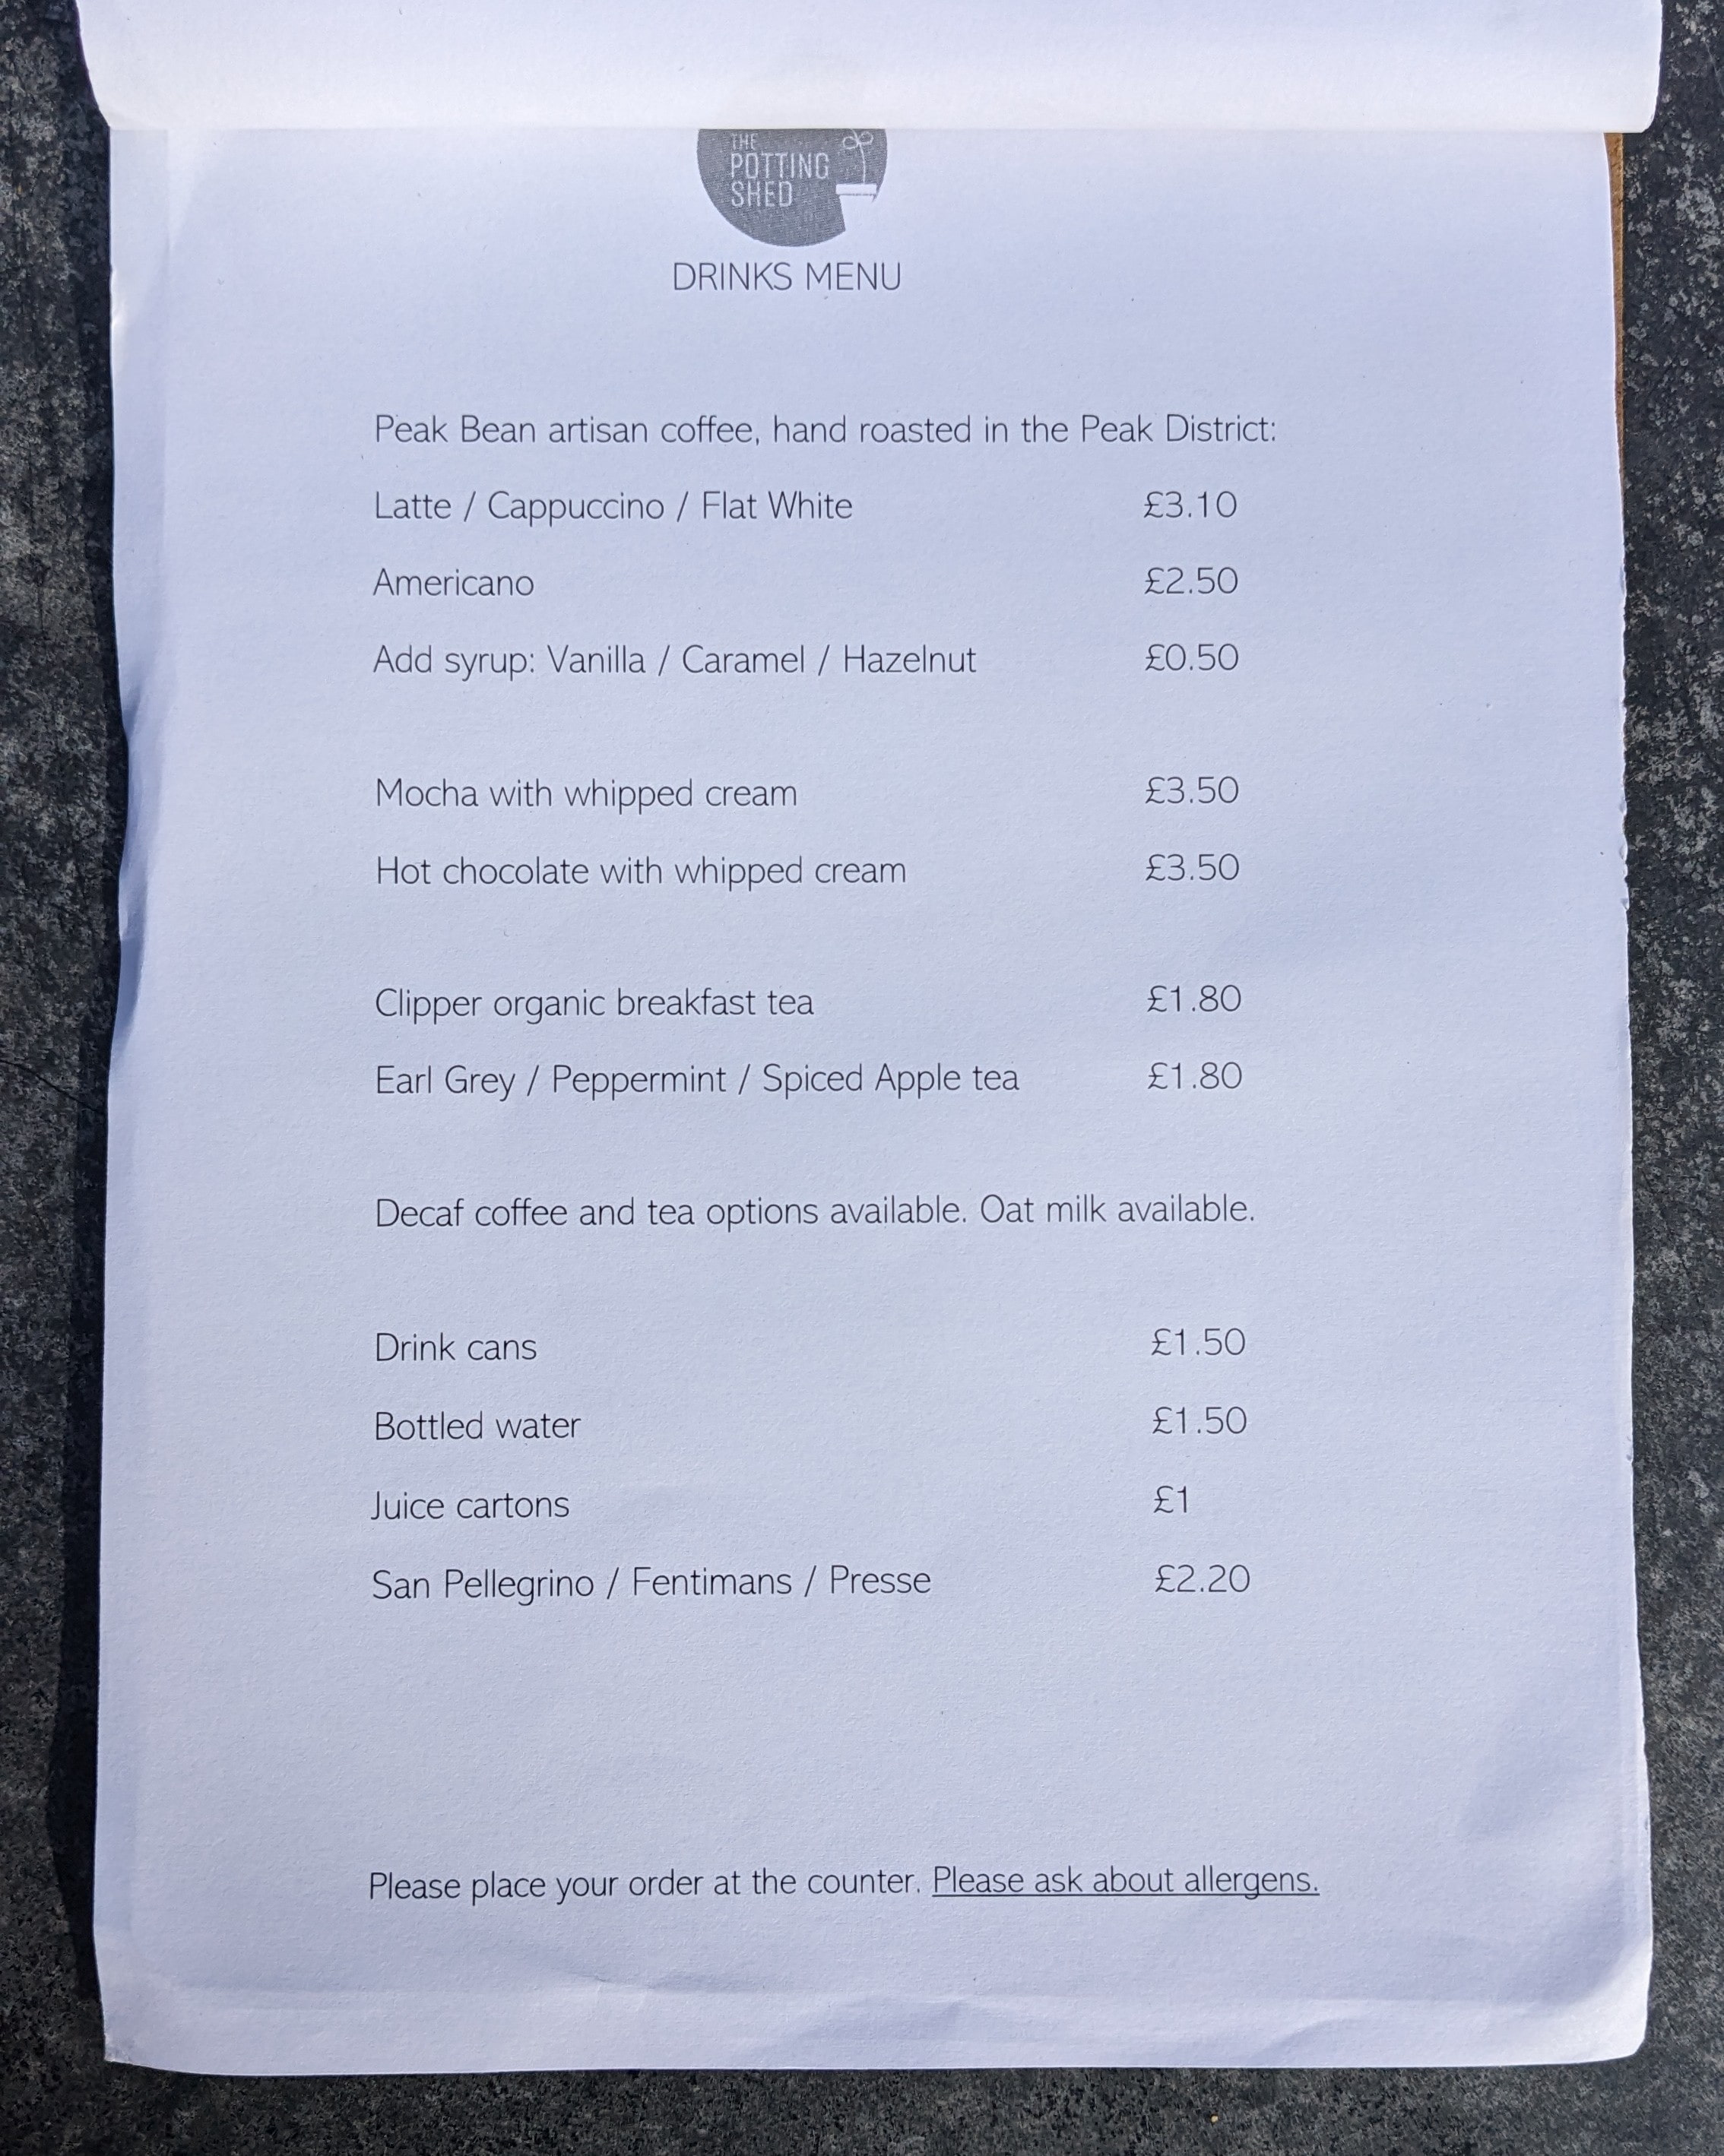 THE
POTTING
SHED
DRINKS MENU
Peak Bean artisan coffee, hand roasted in the Peak District:
Latte / Cappuccino / Flat White £3.10
Americano £2.50
Add syrup: Vanilla / Caramel / Hazelnut £0.50
Mocha with whipped cream £3.50
Hot chocolate with whipped cream £3.50
Clipper organic breakfast tea £1.80
Earl Grey / Peppermint / Spiced Apple tea £1.80
Decaf coffee and tea options available. Oat milk available.
Drink cans £1.50
Bottled water £1.50
Juice cartons £1
San Pellegrino / Fentimans / Presse £2.20
Please place your order at the counter. Please ask about allergens.